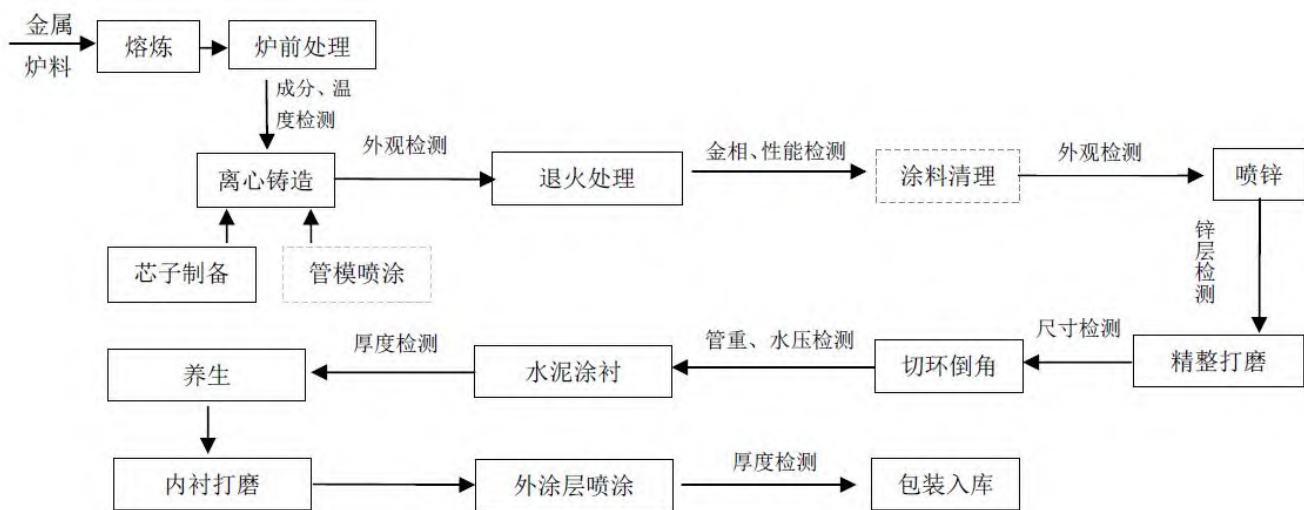 金属
炉料
熔炼
炉前处理
成分、温
度检测
离心铸造
外观检测
退火处理
金相、性能检测
涂料清理
外观检测
喷锌
芯子制备
管模喷涂
锌层检测
养生
厚度检测
水泥涂衬
管重、水压检测
切环倒角
尺寸检测
精整打磨
内衬打磨
外涂层喷涂
厚度检测
包装入库